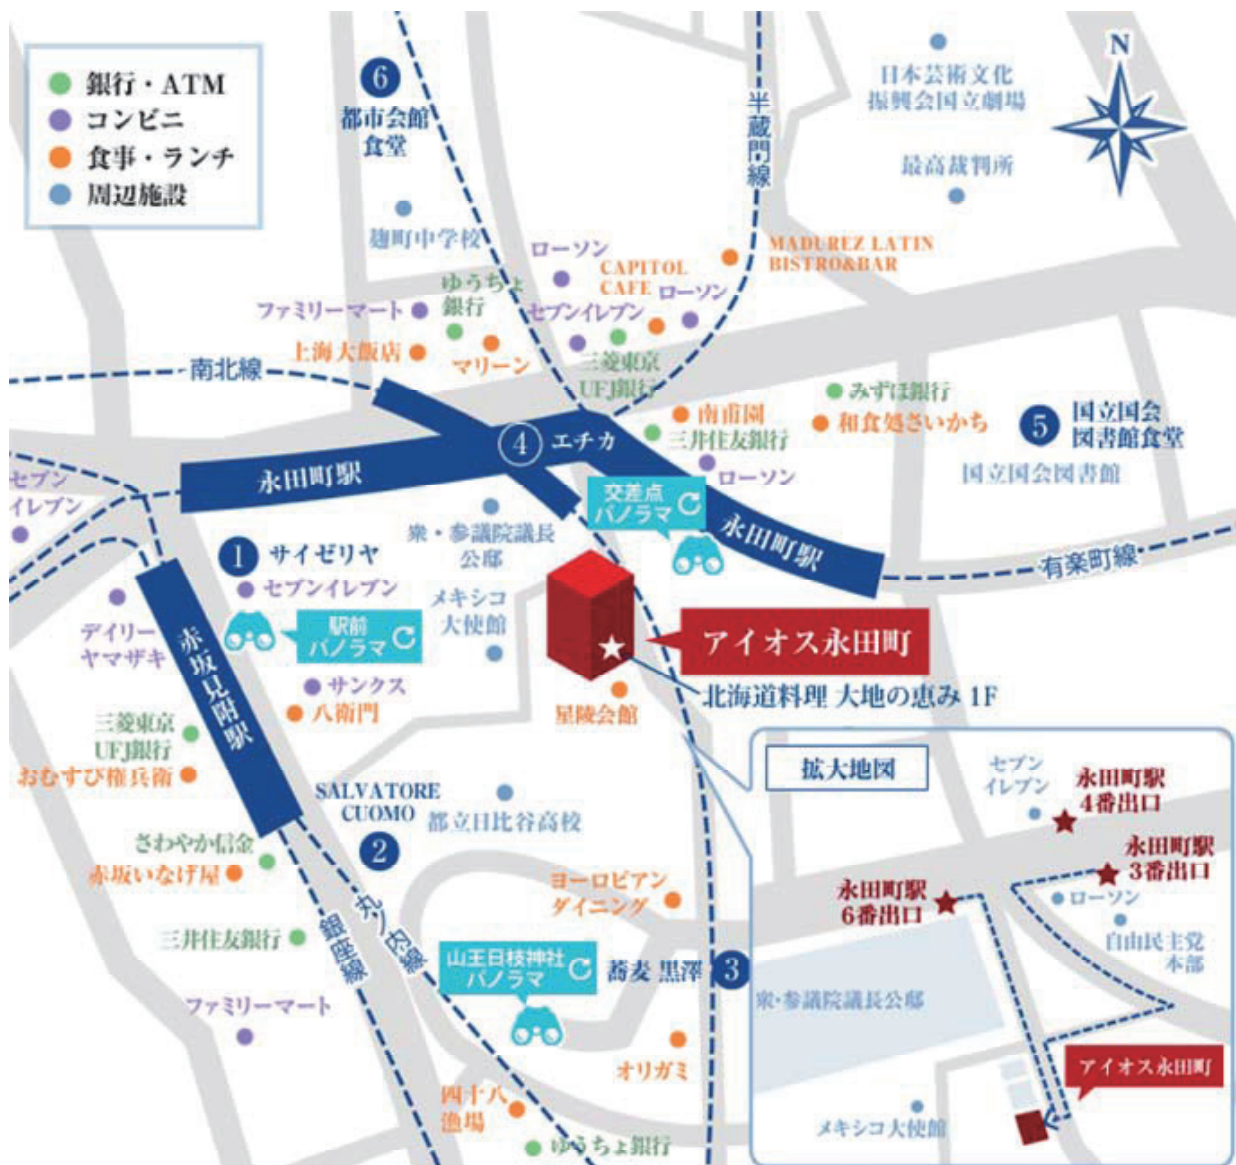 銀行・ATM
コンビニ
食事・ランチ
周辺施設
6
都市会館
食堂
麹町中学校
半蔵門線
日本芸術文化
振興会国立劇場
最高裁判所
N
ローソン
CAPITOL
CAFE
ローソン
MADUREZ LATIN
BISTRO&BAR
ファミリーマート
ゆうちょ
銀行
セブンイレブン
上海大飯店
マリーン
三菱東京
UFJ銀行
南北線
南甫園
三井住友銀行
ローソン
みずほ銀行
和食処さいかち
5
国立国会
図書館食堂
国立国会図書館
4
エチカ
永田町駅
交差点
パノラマ
永田町駅
有楽町線
セブン
イレブン
1
サイゼリヤ
セブンイレブン
衆・参議院議長
公邸
メキシコ
大使館
駅前
パノラマ
デイリー
ヤマザキ
赤坂見附駅
サンクス
八衛門
アイオス永田町
北海道料理 大地の恵み 1F
星陵会館
三菱東京
UFJ銀行
おむすび権兵衛
SALVATORE
CUOMO
2
都立日比谷高校
さわやか信金
赤坂いなげ屋
三井住友銀行
ファミリーマート
銀座線
丸ノ内線
ヨーロピアン
ダイニング
山王日枝神社
パノラマ
蕎麦 黒澤
3
オリガミ
四十八
漁場
ゆうちょ銀行
拡大地図
セブン
イレブン
永田町駅
4番出口
永田町駅
3番出口
永田町駅
6番出口
ローソン
自由民主党
本部
衆・参議院議長公邸
アイオス永田町
メキシコ大使館